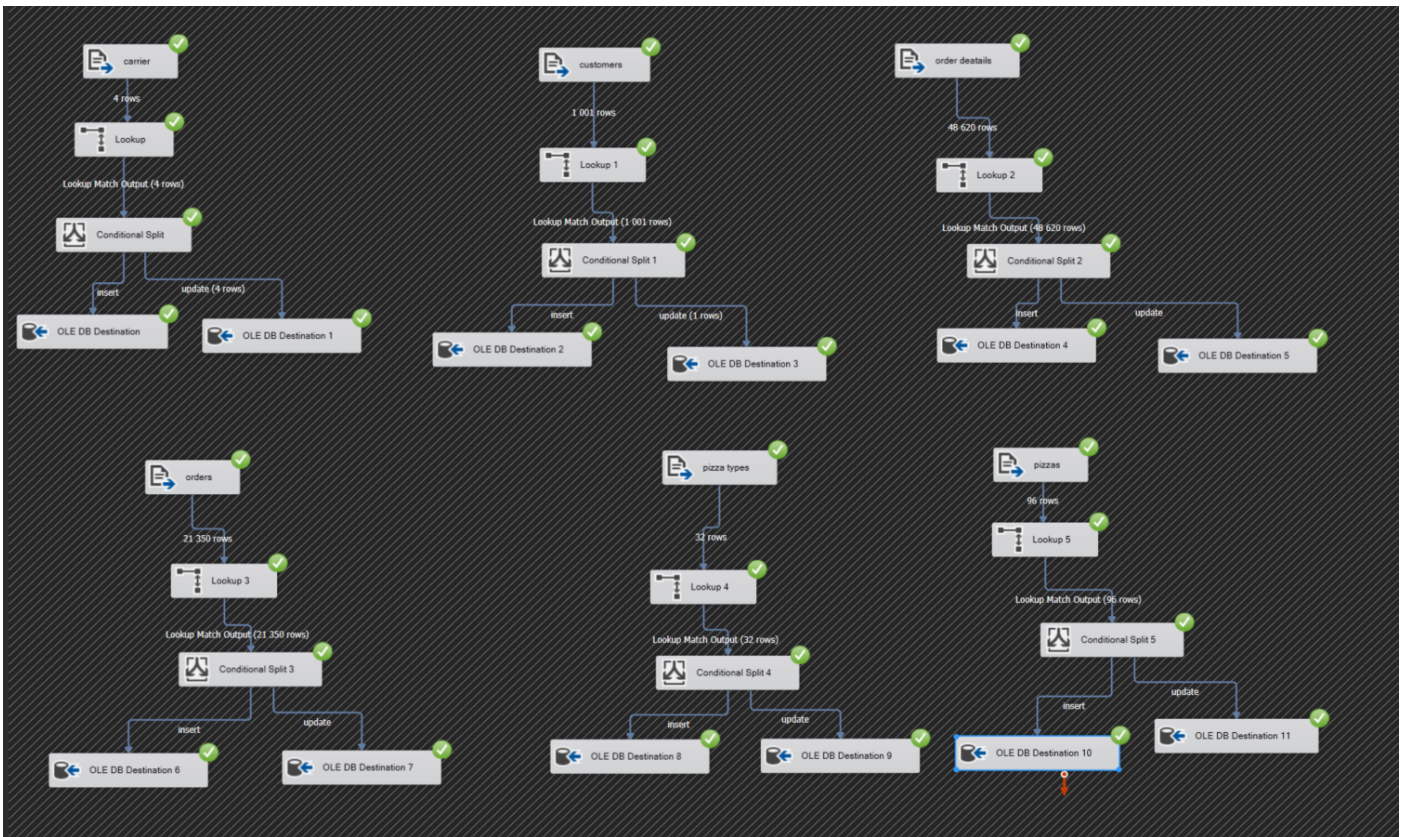 carrier
4 rows
Lookup
Lookup Match Output (4 rows)
Conditional Split
insert
update (4 rows)
OLE DB Destination
OLE DB Destination 1
customers
1 001 rows
Lookup 1
Lookup Match Output (1 001 rows)
Conditional Split 1
insert
update (1 rows)
OLE DB Destination 2
OLE DB Destination 3
order deatails
48 620 rows
Lookup 2
Lookup Match Output (48 620 rows)
Conditional Split 2
insert
update
OLE DB Destination 4
OLE DB Destination 5
orders
21 350 rows
Lookup 3
Lookup Match Output (21 350 rows)
Conditional Split 3
insert
update
OLE DB Destination 6
OLE DB Destination 7
pizza types
32 rows
Lookup 4
Lookup Match Output (32 rows)
Conditional Split 4
insert
update
OLE DB Destination 8
OLE DB Destination 9
pizzas
96 rows
Lookup 5
Lookup Match Output (96 rows)
Conditional Split 5
insert
update
OLE DB Destination 10
OLE DB Destination 11